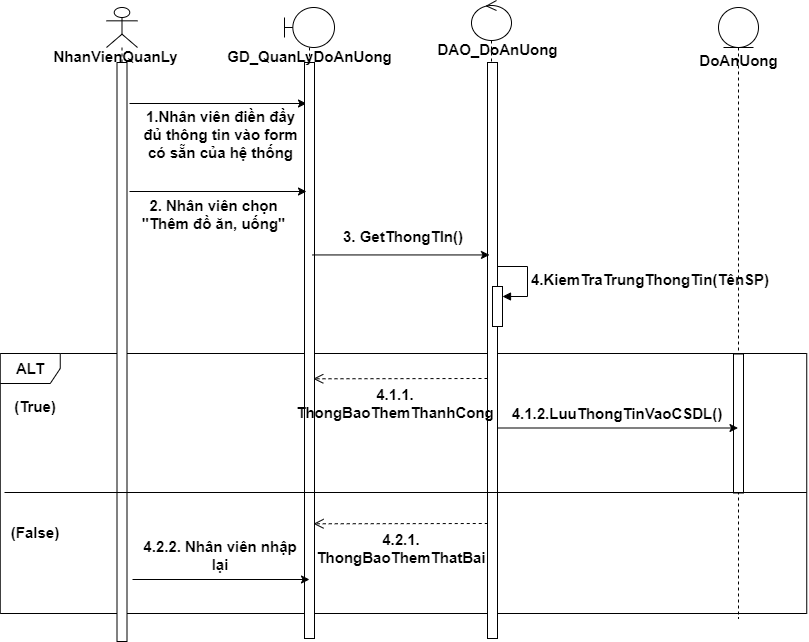 NhanVienQuanLy
GD_QuanLyDoAnUong
DAO_DoAnUong
DoAnUong
1.Nhân viên điền đầy
đủ thông tin vào form
có sẵn của hệ thống
2. Nhân viên chọn
"Thêm đồ ăn, uống"
3. GetThongTIn()
4.KiemTraTrungThongTin(TênSP)
ALT
(True)
4.1.1.
ThongBaoThemThanhCong
4.1.2.LuuThongTinVaoCSDL()
(False)
4.2.1.
ThongBaoThemThatBai
4.2.2. Nhân viên nhập
lại